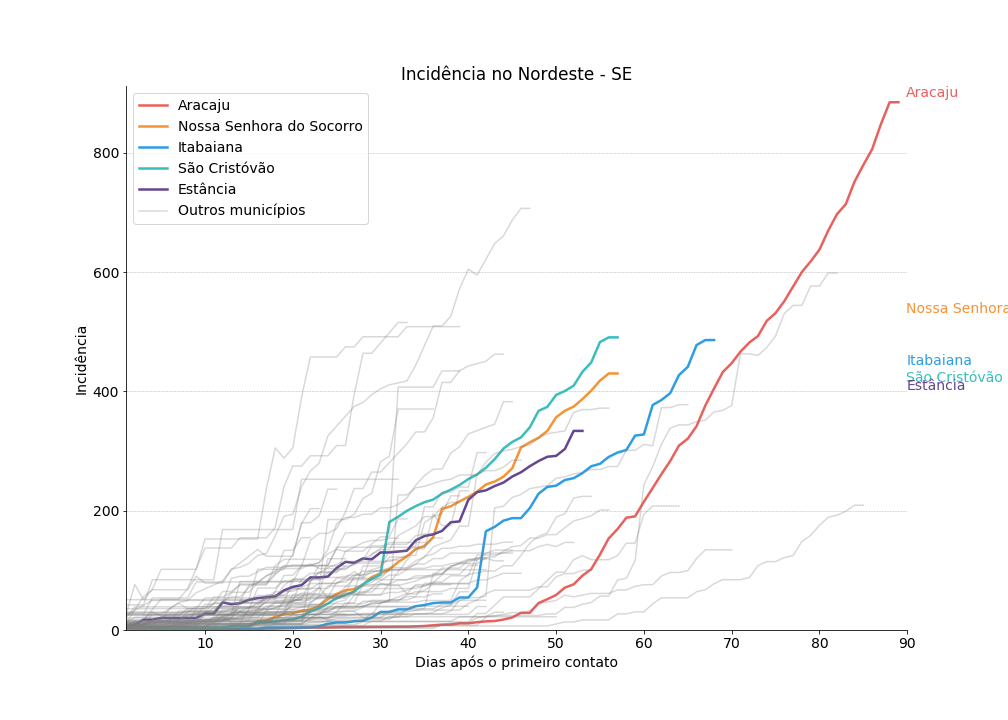 Incidência no Nordeste - SE
Aracaju
Nossa Senhora do Socorro
Itabaiana
São Cristóvão
Estância
Outros municípios
Aracaju
Nossa Senhora
Itabaiana
São Cristóvão
Estância
Incidência
800
600
400
200
0
10
20
30
40
50
60
70
80
90
Dias após o primeiro contato